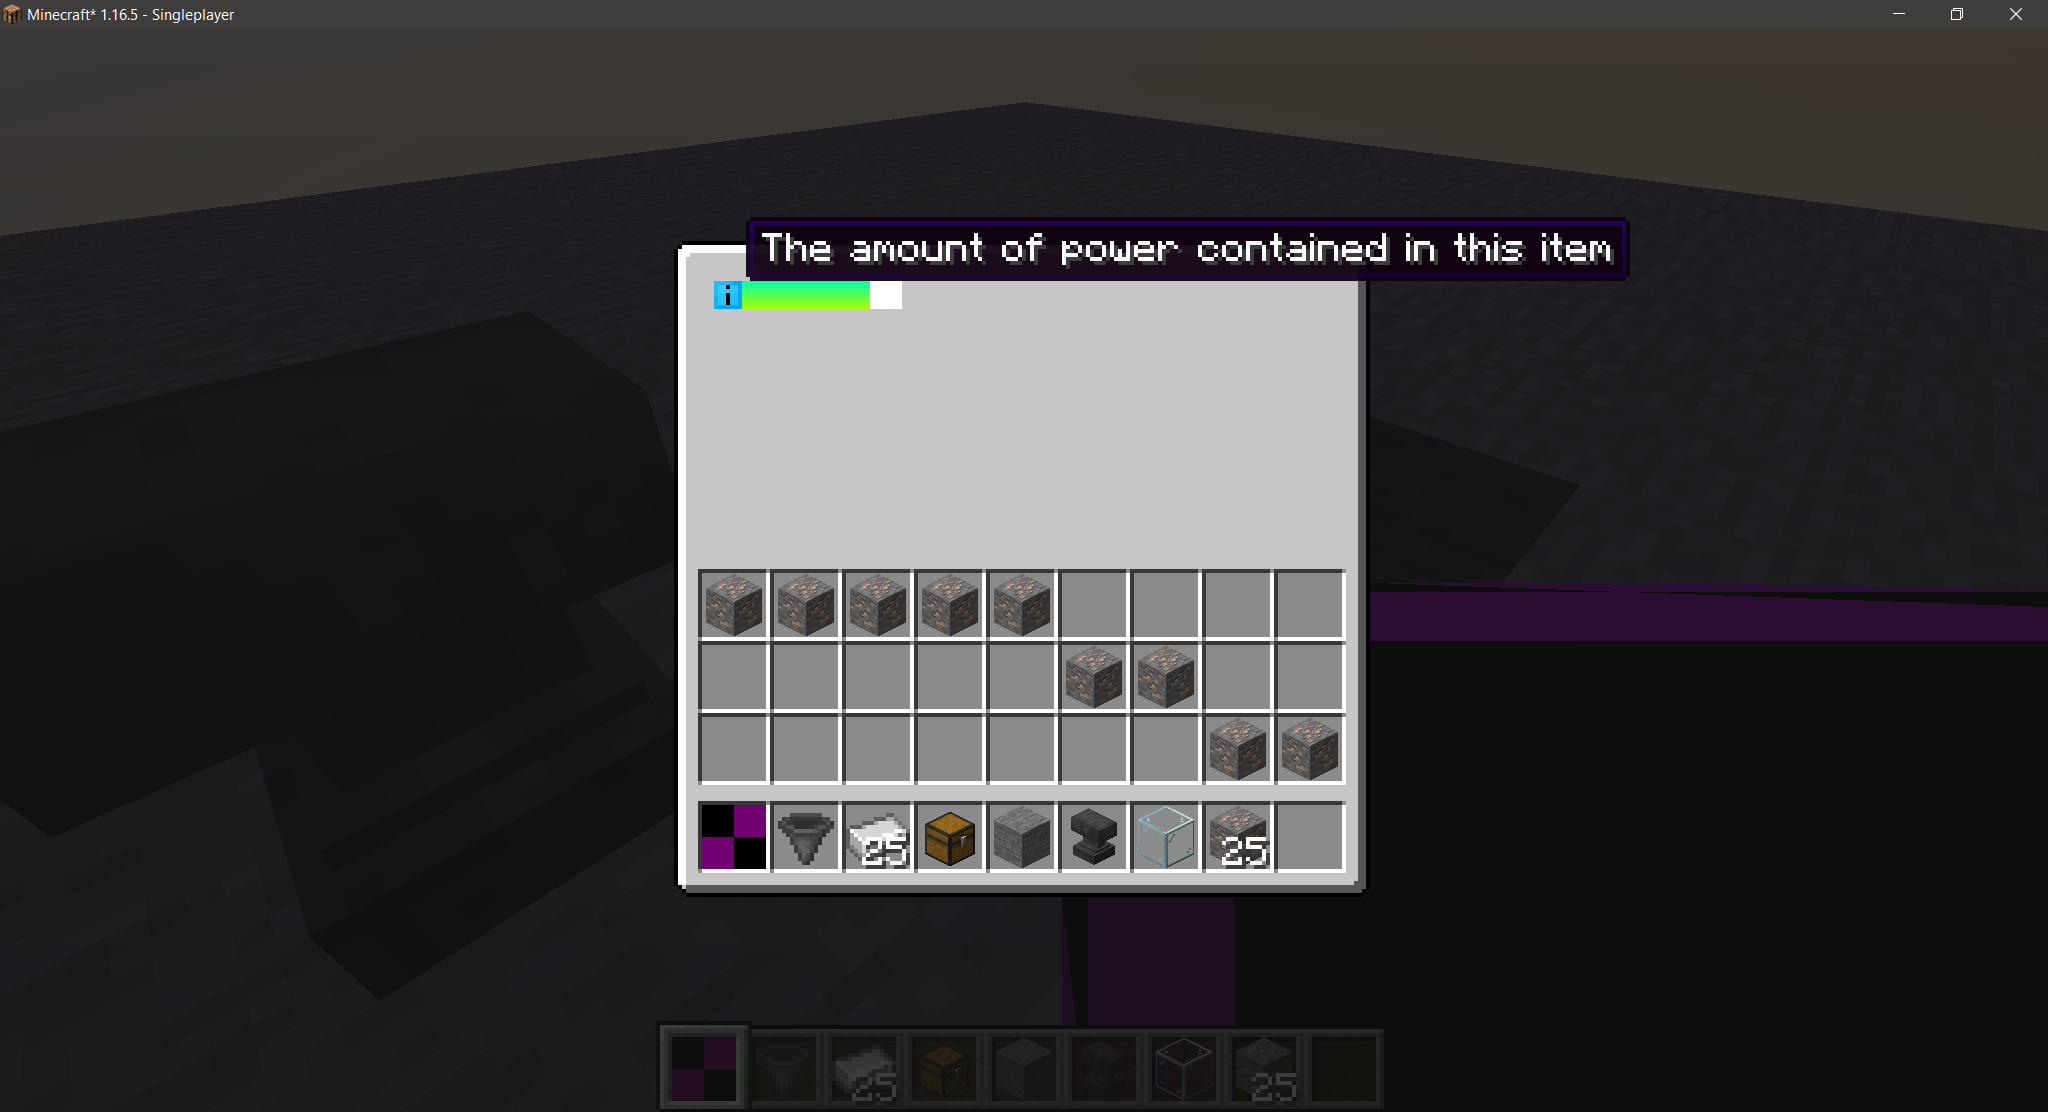 Minecraft* 1.16.5 - Singleplayer
The amount of power contained in this item
i
25 25
25 25